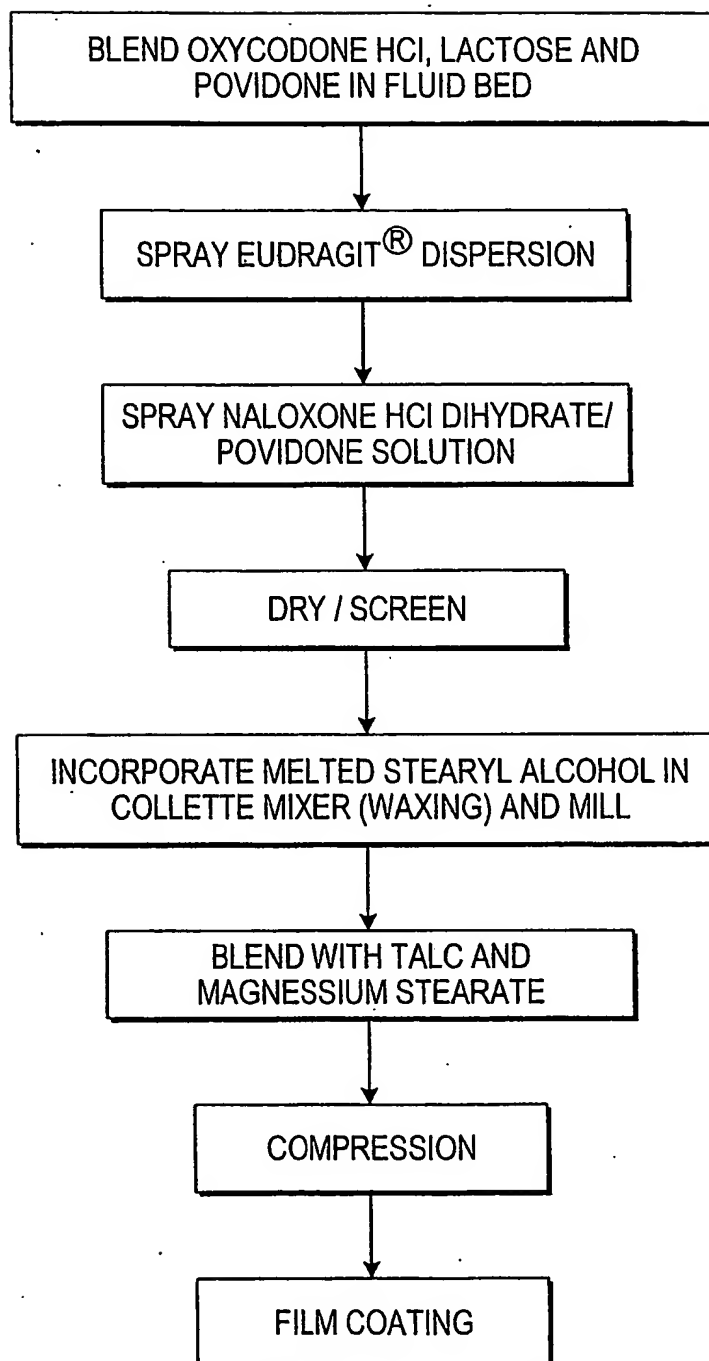 BLEND OXYCODONE HCl, LACTOSE AND
POVIDONE IN FLUID BED
SPRAY EUDRAGIT® DISPERSION
SPRAY NALOXONE HCl DIHYDRATE/
POVIDONE SOLUTION
DRY / SCREEN
INCORPORATE MELTED STEARYL ALCOHOL IN
COLLETTE MIXER (WAXING) AND MILL
BLEND WITH TALC AND
MAGNESSIUM STEARATE
COMPRESSION
FILM COATING